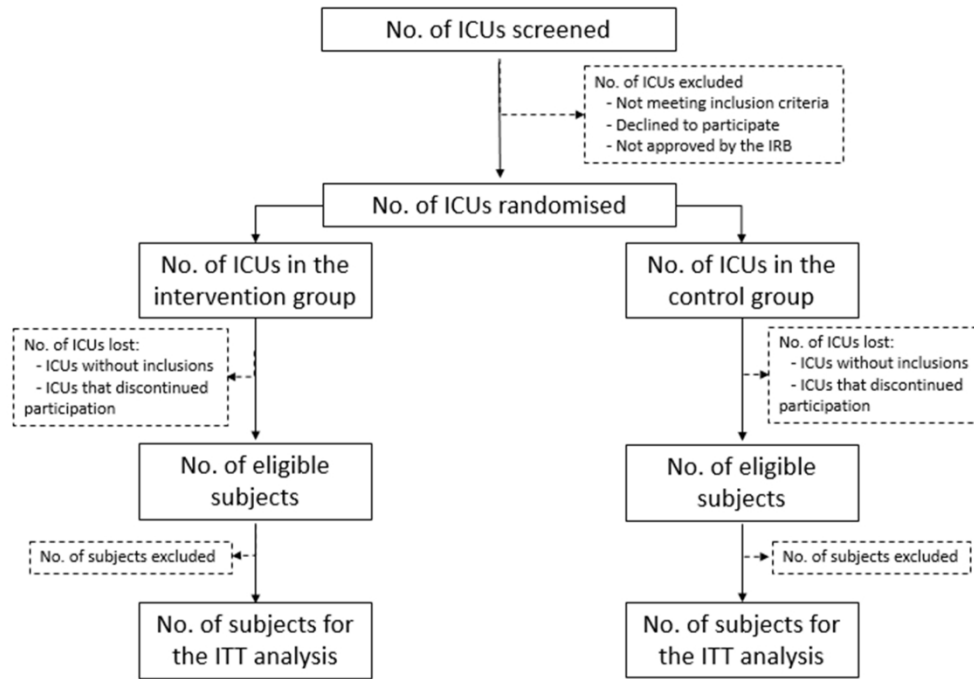 No. of ICUs screened
No. of ICUs excluded
- Not meeting inclusion criteria
- Declined to participate
- Not approved by the IRB
No. of ICUs randomised
No. of ICUs in the
intervention group
No. of ICUs in the
control group
No. of ICUs lost:
- ICUs without inclusions
- ICUs that discontinued
participation
No. of ICUs lost:
- ICUs without inclusions
- ICUs that discontinued
participation
No. of eligible
subjects
No. of eligible
subjects
No. of subjects excluded
No. of subjects excluded
No. of subjects for
the ITT analysis
No. of subjects for
the ITT analysis